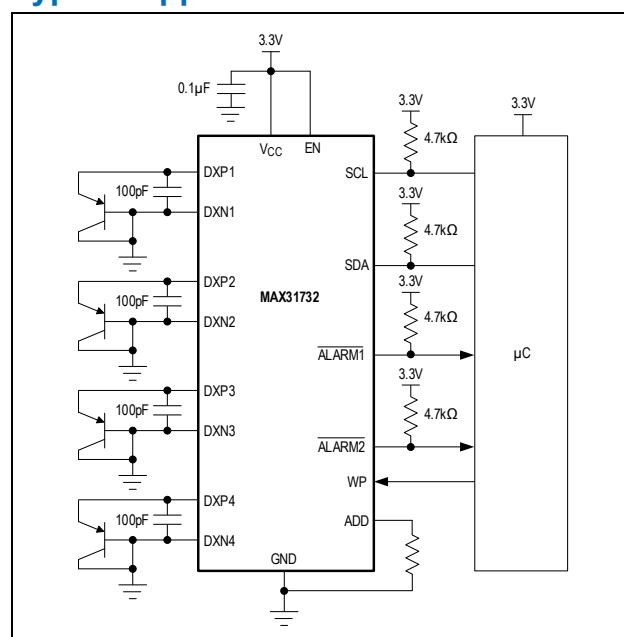 3.3V
0.1μF
3.3V
3.3V
4.7kΩ
VCC
EN
DXP1
SCL
100pF
DXN1
3.3V
4.7kΩ
SDA
DXP2
100pF
MAX31732
3.3V
DXN2
4.7kΩ
ALARM1
μC
DXP3
3.3V
100pF
4.7kΩ
DXN3
ALARM2
WP
DXP4
ADD
100pF
DXN4
GND